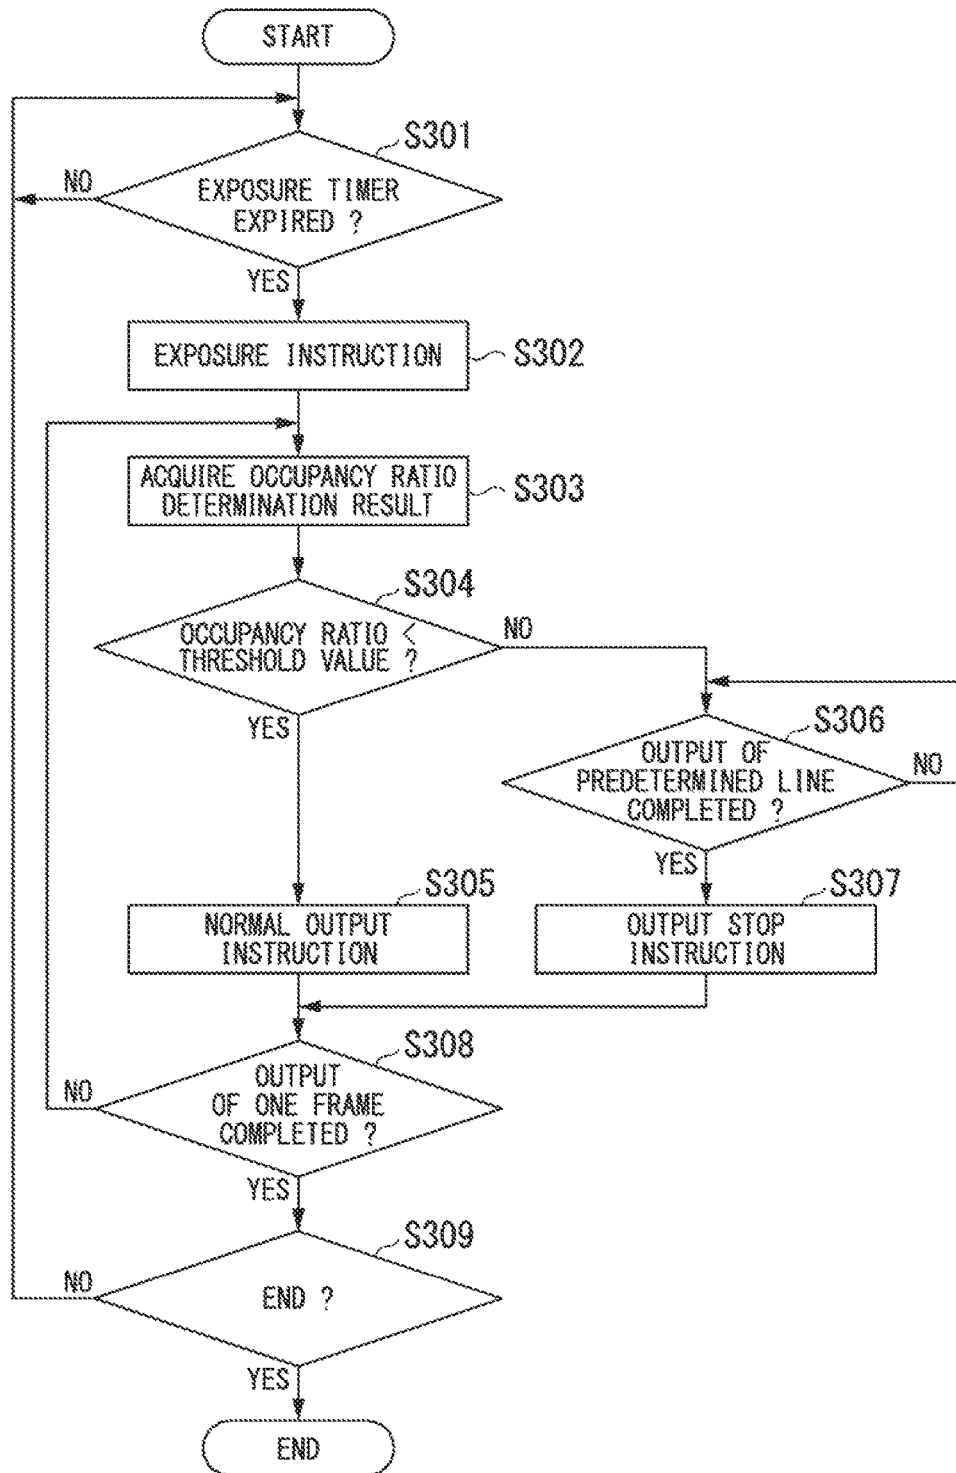 START
S301
NO
EXPOSURE TIMER
EXPIRED ?
YES
EXPOSURE INSTRUCTION
S302
ACQUIRE OCCUPANCY RATIO
DETERMINATION RESULT
S303
S304
OCCUPANCY RATIO <
THRESHOLD VALUE ?
NO
YES
S306
OUTPUT OF
PREDETERMINED LINE
COMPLETED ?
NO
YES
S305
NORMAL OUTPUT
INSTRUCTION
S307
OUTPUT STOP
INSTRUCTION
S308
NO
OUTPUT
OF ONE FRAME
COMPLETED ?
YES
S309
NO
END ?
YES
END